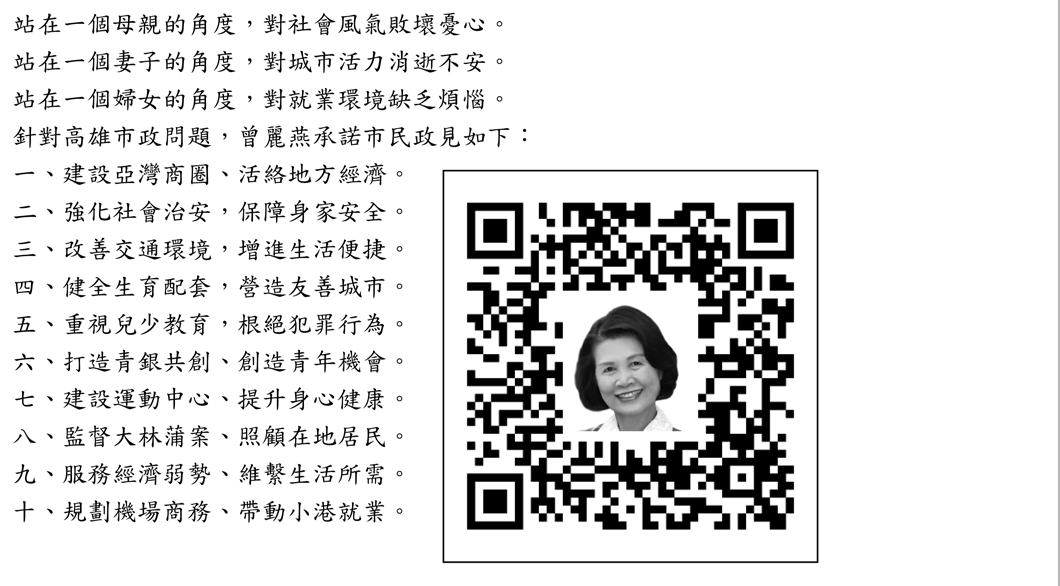 站在一個母親的角度，對社會風氣敗壞憂心。
站在一個妻子的角度，對城市活力消逝不安。
站在一個婦女的角度，對就業環境缺乏煩惱。
針對高雄市政問題，曾麗燕承諾市民政見如下：
一、建設亞灣商圈、活絡地方經濟。
二、強化社會治安，保障身家安全。
三、改善交通環境，增進生活便捷。
四、健全生育配套，營造友善城市。
五、重視兒少教育，根絕犯罪行為。
六、打造青銀共創、創造青年機會。
七、建設運動中心、提升身心健康。
八、監督大林蒲案、照顧在地居民。
九、服務經濟弱勢、維繫生活所需。
十、規劃機場商務、帶動小港就業。